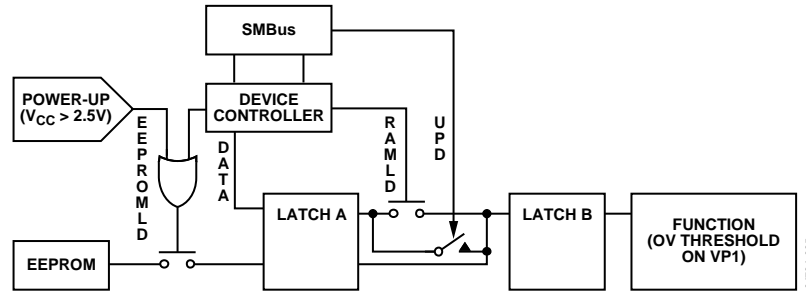 SMBus
POWER-UP
(VCC > 2.5V)
EEPROMLD
DEVICE
CONTROLLER
DATA
RAMLD
UPD
EEPROM
LATCH A
LATCH B
FUNCTION
(OV THRESHOLD
ON VP1)